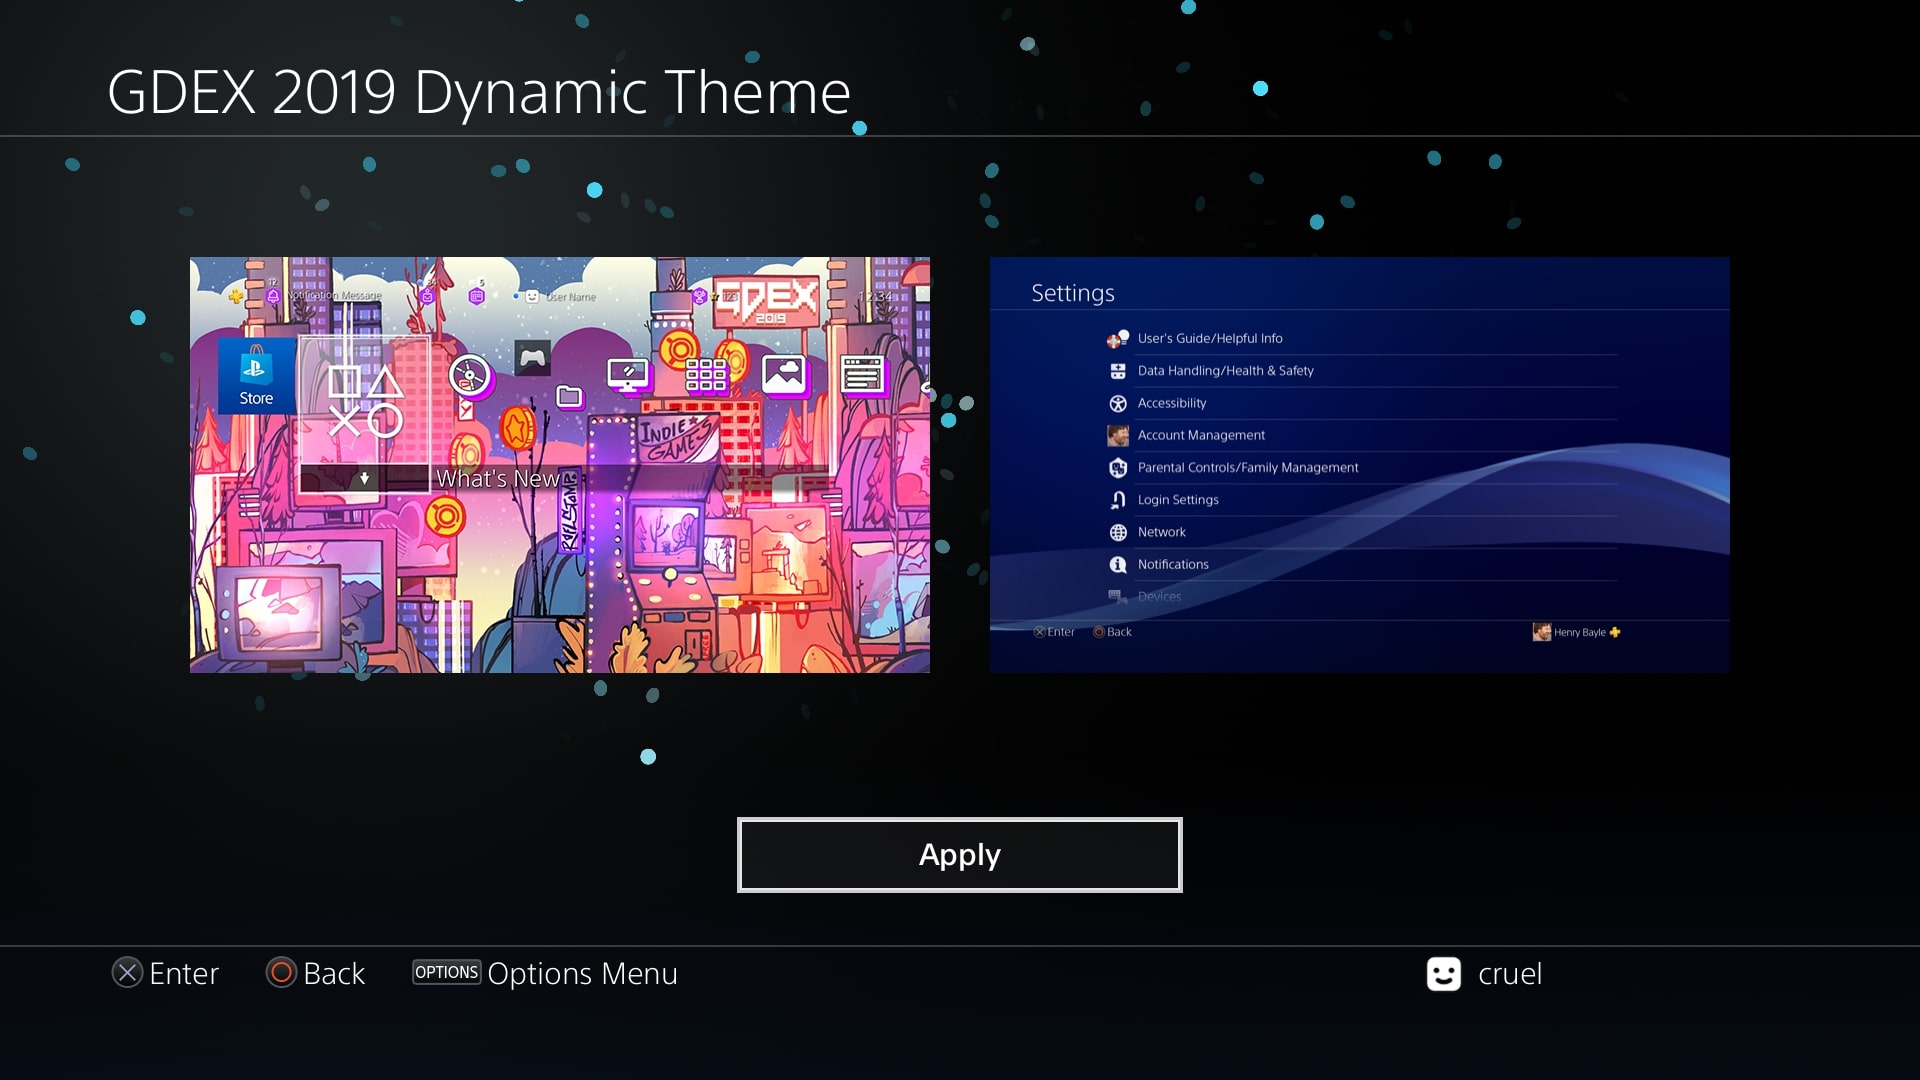 GDEX 2019 Dynamic Theme
12
5
Notification Message
User Name
123
12:34
GDEX
2019
Store
INDIE
GAMES
What's New
Settings
User's Guide/Helpful Info
Data Handling/Health & Safety
Accessibility
Account Management
Parental Controls/Family Management
Login Settings
Network
Notifications
Devices
Enter
Back
Henry Bayle
Apply
Enter
Back
OPTIONS Options Menu
cruel